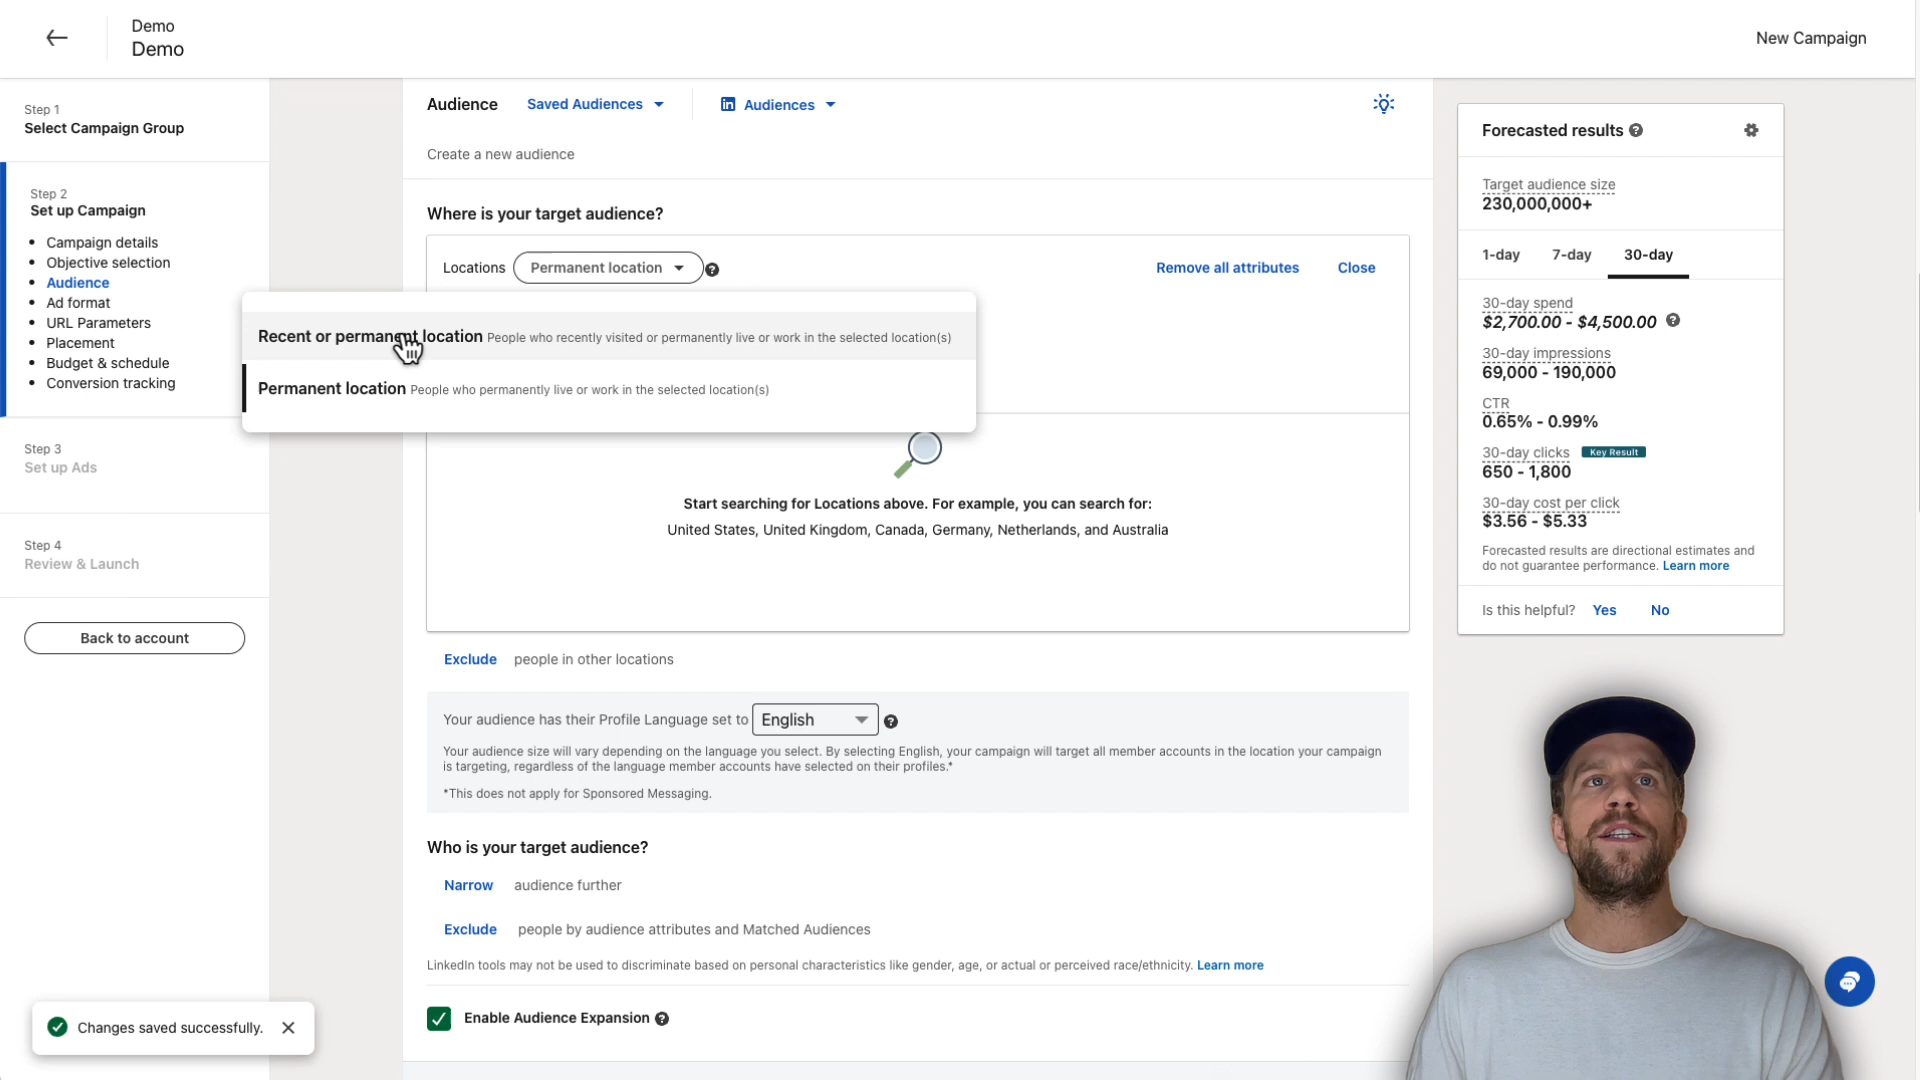 Demo
Demo
New Campaign
Step 1
Select Campaign Group
Step 2
Set up Campaign
Campaign details
Objective selection
Audience
Ad format
URL Parameters
Placement
Budget & schedule
Conversion tracking
Step 3
Set up Ads
Step 4
Review & Launch
Back to account
Changes saved successfully.
Audience Saved Audiences in Audiences
Create a new audience
Where is your target audience?
Locations Permanent location ? Remove all attributes Close
Recent or permanent location People who recently visited or permanently live or work in the selected location(s)
Permanent location People who permanently live or work in the selected location(s)
Start searching for Locations above. For example, you can search for:
United States, United Kingdom, Canada, Germany, Netherlands, and Australia
Exclude people in other locations
Your audience has their Profile Language set to English ?
Your audience size will vary depending on the language you select. By selecting English, your campaign will target all member accounts in the location your campaign
is targeting, regardless of the language member accounts have selected on their profiles.*
*This does not apply for Sponsored Messaging.
Who is your target audience?
Narrow audience further
Exclude people by audience attributes and Matched Audiences
LinkedIn tools may not be used to discriminate based on personal characteristics like gender, age, or actual or perceived race/ethnicity. Learn more
Enable Audience Expansion ?
Forecasted results ?
Target audience size
230,000,000+
1-day 7-day 30-day
30-day spend
$2,700.00 - $4,500.00 ?
30-day impressions
69,000 - 190,000
CTR
0.65% - 0.99%
30-day clicks Key Result
650 - 1,800
30-day cost per click
$3.56 - $5.33
Forecasted results are directional estimates and
do not guarantee performance. Learn more
Is this helpful? Yes No